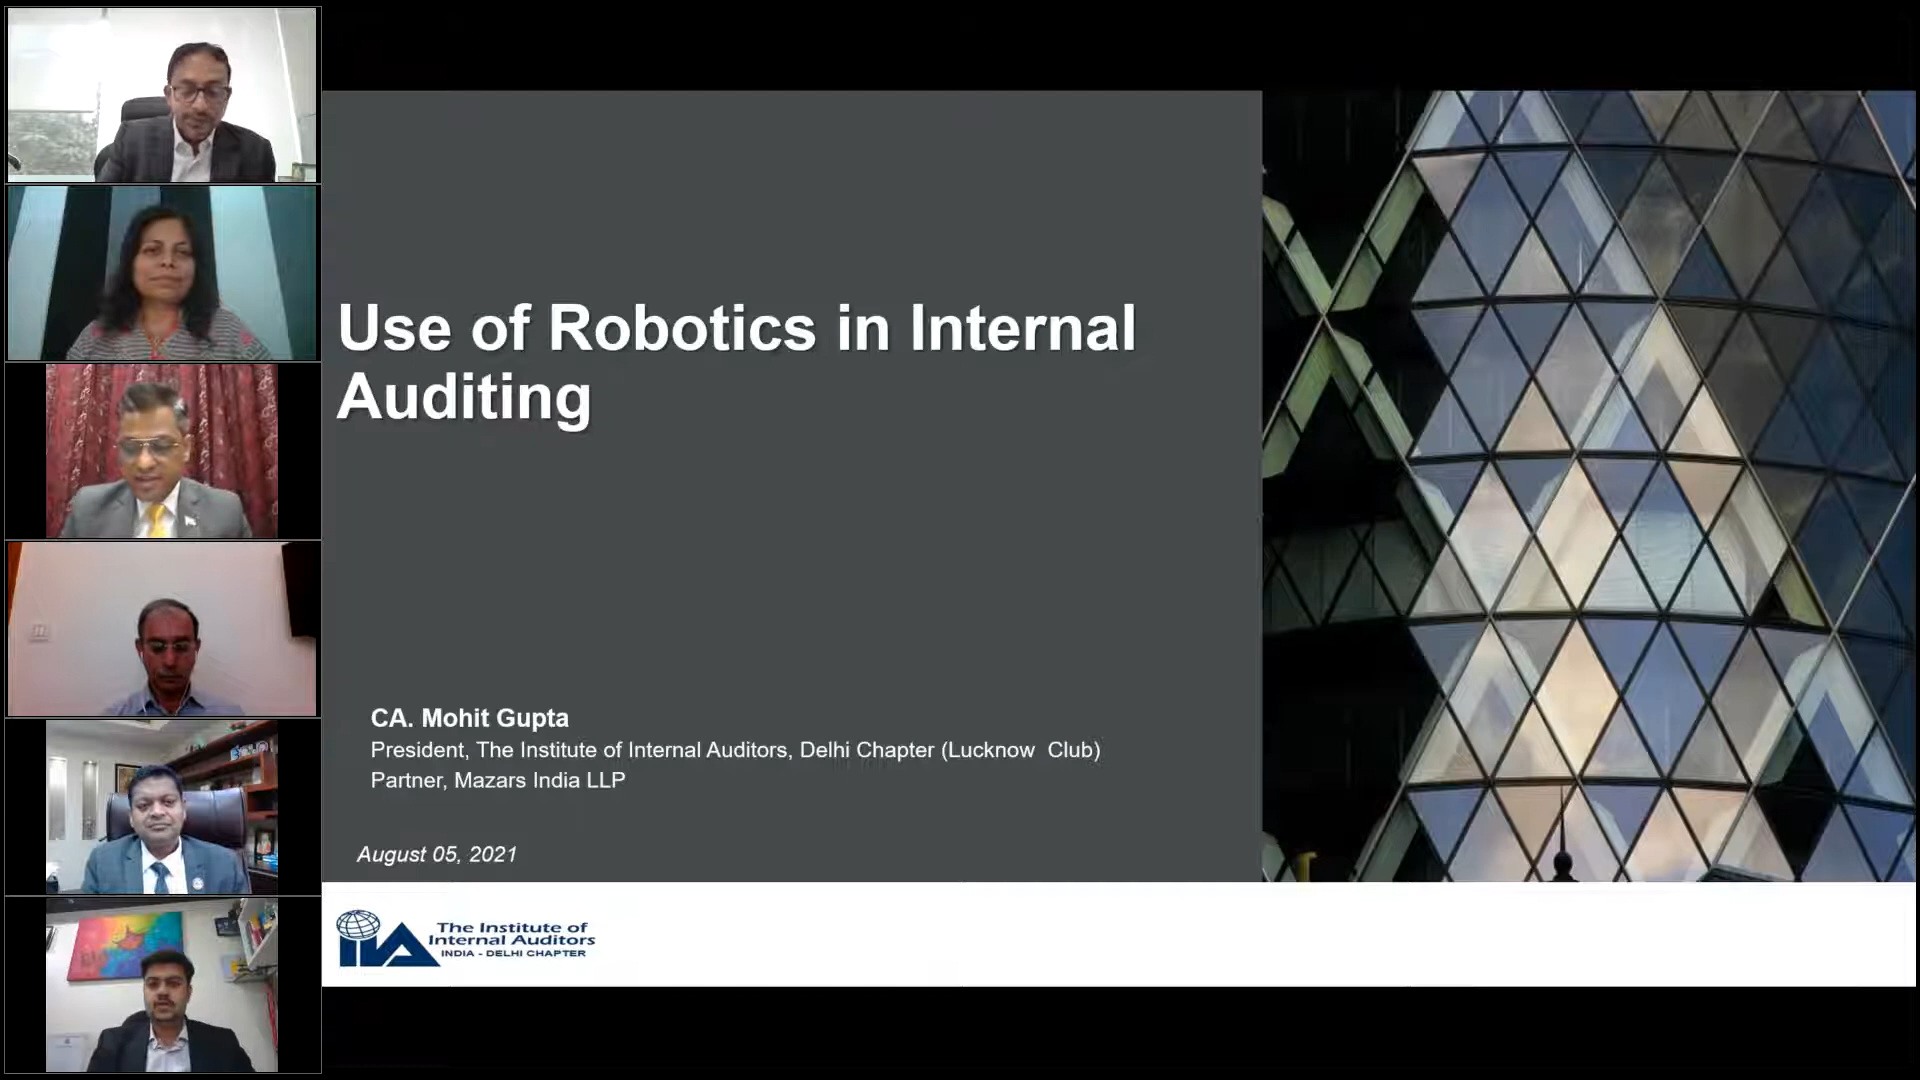 Use of Robotics in Internal
Auditing
CA. Mohit Gupta
President, The Institute of Internal Auditors, Delhi Chapter (Lucknow Club)
Partner, Mazars India LLP
August 05, 2021
IIA
The Institute of
Internal Auditors
INDIA - DELHI CHAPTER